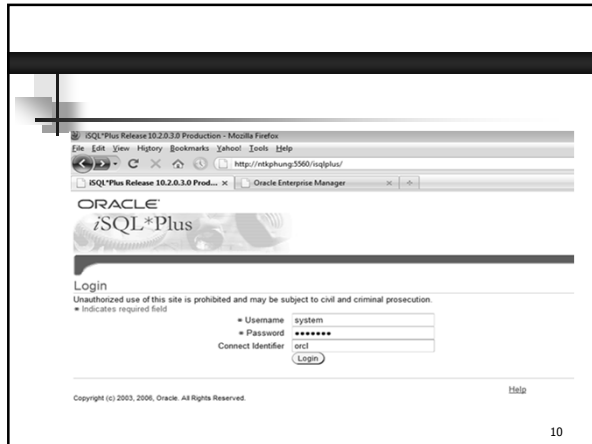 iSQL*Plus Release 10.2.0.3.0 Production - Mozilla Firefox
File Edit View History Bookmarks Yahoo! Tools Help
http://ntkphung:5560/isqlplus/
iSQL*Plus Release 10.2.0.3.0 Prod... × Oracle Enterprise Manager ×
ORACLE
iSQL*Plus
Login
Unauthorized use of this site is prohibited and may be subject to civil and criminal prosecution.
* Indicates required field
* Username system
* Password •••••••
Connect Identifier orcl
Login
Help
Copyright (c) 2003, 2006, Oracle. All Rights Reserved.
10